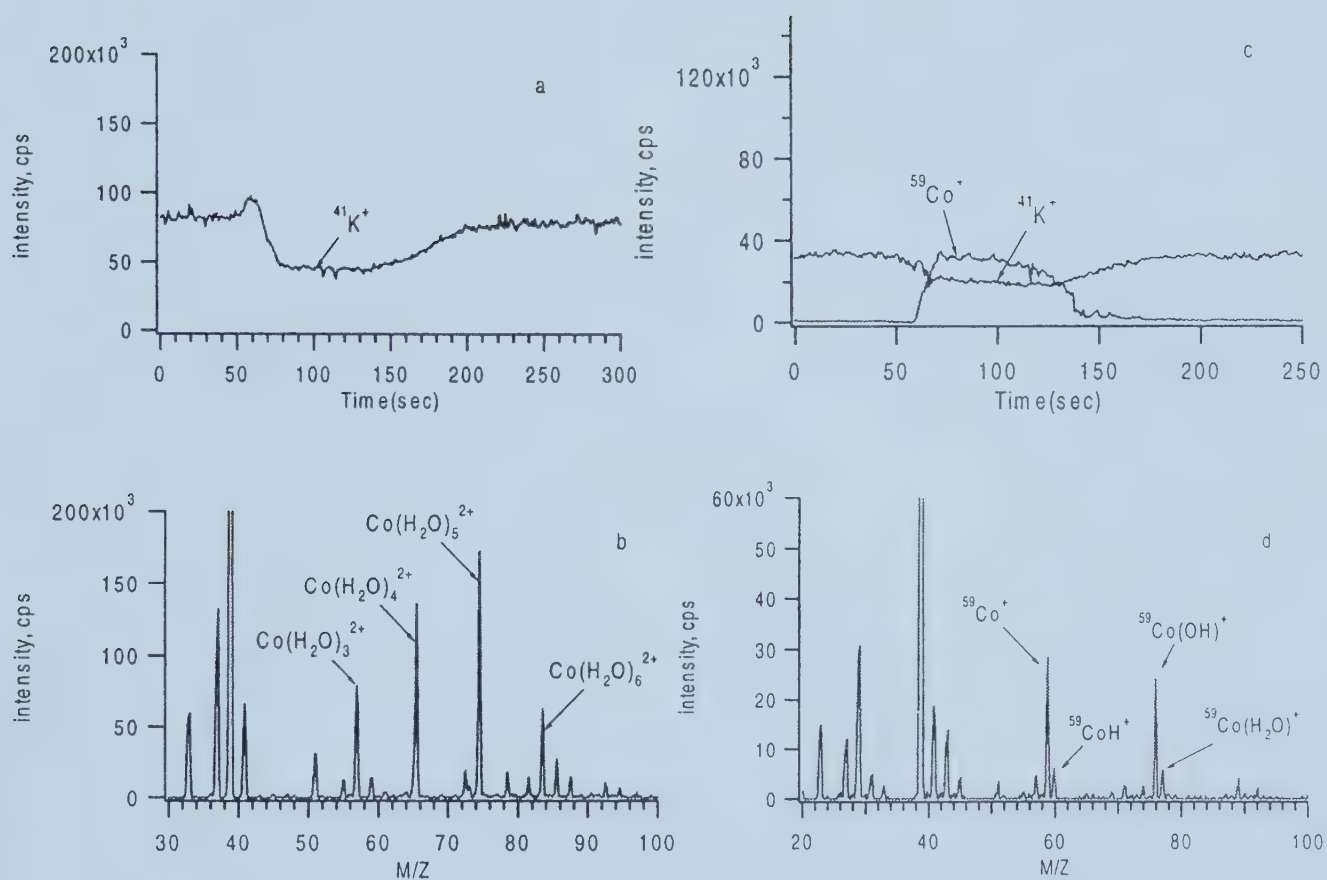 a
200x10³
150
100
50
0
intensity, cps
⁴¹K⁺
0 50 100 150 200 250 300
Time(sec)
c
120x10³
80
40
0
intensity, cps
⁵⁹Co⁺
⁴¹K⁺
0 50 100 150 200 250
Time(sec)
b
200x10³
150
100
50
0
intensity, cps
Co(H₂O)₅²⁺
Co(H₂O)₄²⁺
Co(H₂O)₃²⁺
Co(H₂O)₆²⁺
30 40 50 60 70 80 90 100
M/Z
d
60x10³
50
40
30
20
10
0
intensity, cps
⁵⁹Co⁺
⁵⁹Co(OH)⁺
⁵⁹CoH⁺
⁵⁹Co(H₂O)⁺
20 40 60 80 100
M/Z